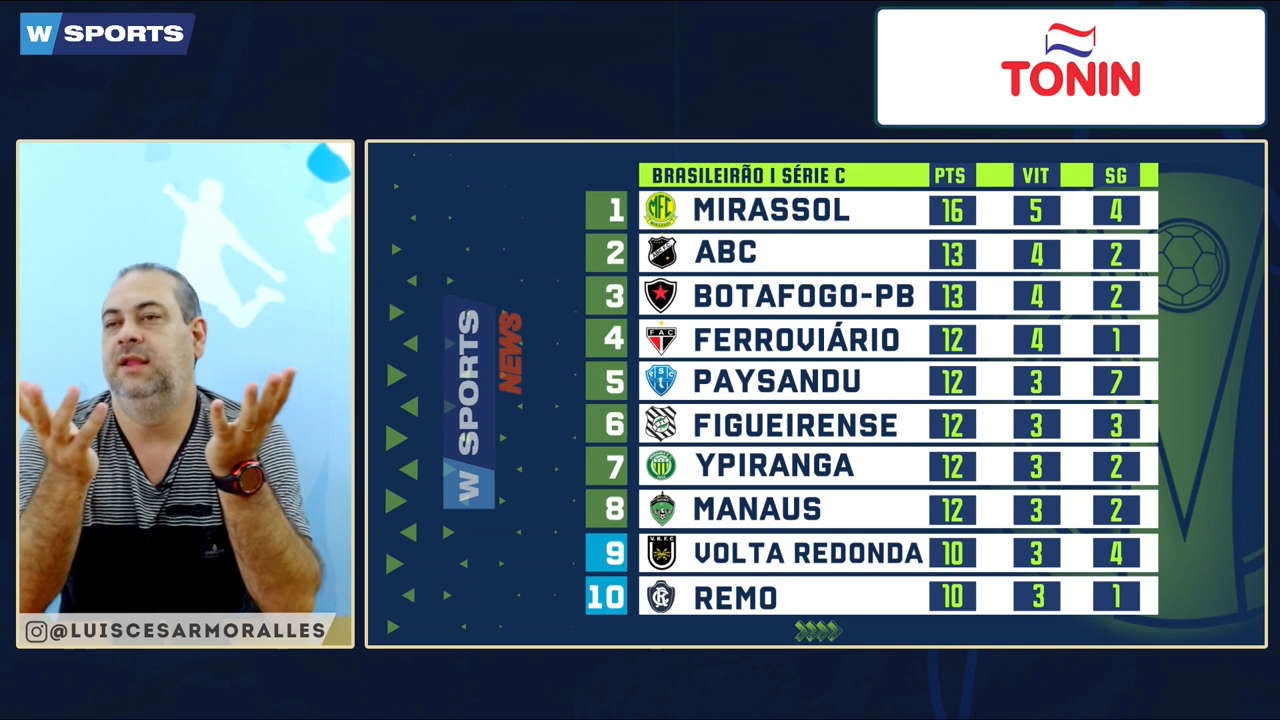 W SPORTS
TONIN
BRASILEIRÃO | SÉRIE C PTS VIT SG
1 MIRASSOL 16 5 4
2 ABC 13 4 2
3 BOTAFOGO-PB 13 4 2
4 FERROVIÁRIO 12 4 1
5 PAYSANDU 12 3 7
6 FIGUEIRENSE 12 3 3
7 YPIRANGA 12 3 2
8 MANAUS 12 3 2
9 VOLTA REDONDA 10 3 4
10 REMO 10 3 1
W SPORTS
NEWS
@LUISCESARMORALLES